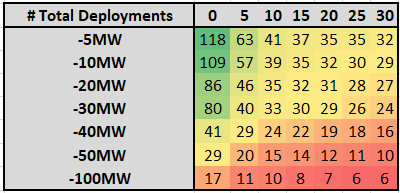 # Total Deployments 0 5 10 15 20 25 30
-5MW 118 63 41 37 35 35 32
-10MW 109 57 39 35 32 30 29
-20MW 86 46 35 32 31 28 27
-30MW 80 40 33 30 29 26 24
-40MW 41 29 24 22 19 18 16
-50MW 29 20 15 14 12 11 10
-100MW 17 11 10 8 7 6 6